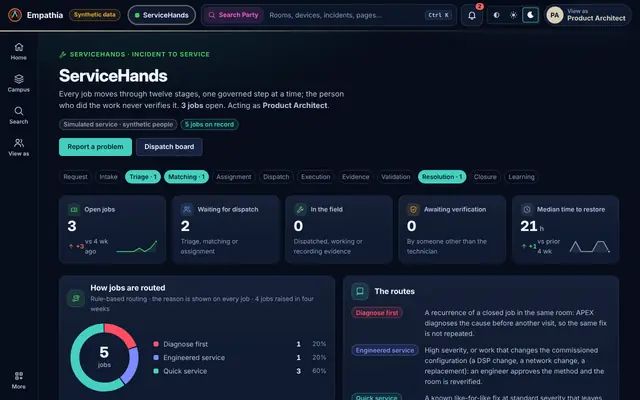 Empathia
Synthetic data
ServiceHands
Search Party
Rooms, devices, incidents, pages...
Ctrl K
2
PA
View as
Product Architect
Home
Campus
Search
View as
More
SERVICEHANDS · INCIDENT TO SERVICE
ServiceHands
Every job moves through twelve stages, one governed step at a time; the person
who did the work never verifies it. 3 jobs open. Acting as Product Architect.
Simulated service · synthetic people
5 jobs on record
Report a problem
Dispatch board
Request
Intake
Triage · 1
Matching · 1
Assignment
Dispatch
Execution
Evidence
Validation
Resolution · 1
Closure
Learning
Open jobs
3
↑ +3 vs 4 wk
ago
Waiting for dispatch
2
Triage, matching or
assignment
In the field
0
Dispatched, working or
recording evidence
Awaiting verification
0
By someone other than the
technician
Median time to restore
21 h
↑ +1 vs prior
4 wk
How jobs are routed
Rule-based routing · the reason is shown on every job · 4 jobs raised in four
weeks
5
jobs
Diagnose first 1 20%
Engineered service 1 20%
Quick service 3 60%
The routes
Diagnose first
A recurrence of a closed job in the same room: APEX
diagnoses the cause before another visit, so the same fix
is not repeated.
Engineered service
High severity, or work that changes the commissioned
configuration (a DSP change, a network change, a
replacement): an engineer approves the method and the
room is reverified.
Quick service
A known like-for-like fix at standard severity that leaves